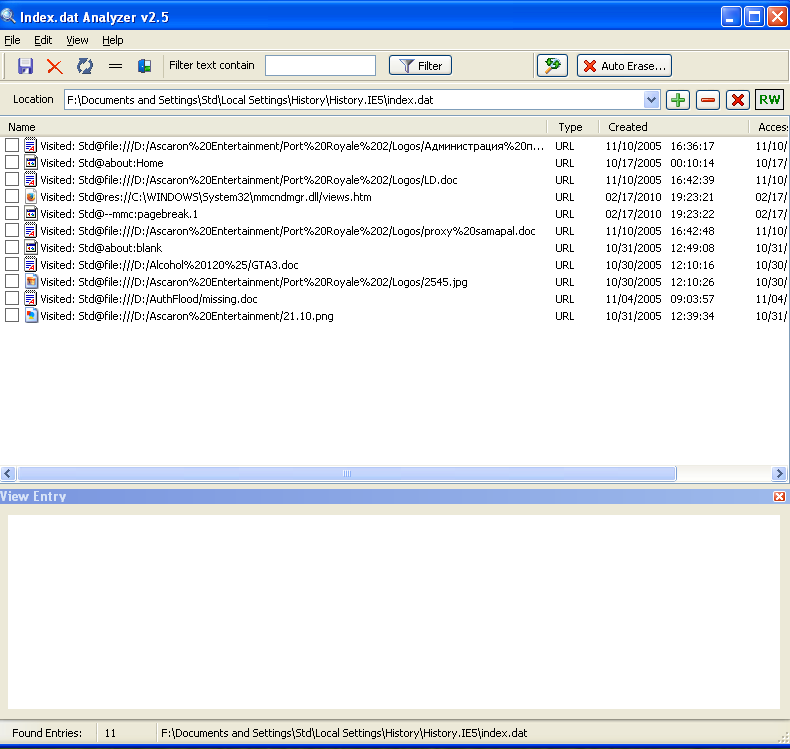 Index.dat Analyzer v2.5
File Edit View Help
Filter text contain Filter Auto Erase...
Location F:\Documents and Settings\Std\Local Settings\History\History.IE5\index.dat RW
Name Type Created Acces
Visited: Std@file:///D:/Ascaron%20Entertainment/Port%20Royale%202/Logos/Администрация%20п... URL 11/10/2005 16:36:17 11/10/
Visited: Std@about:Home URL 10/17/2005 00:10:14 10/17/
Visited: Std@file:///D:/Ascaron%20Entertainment/Port%20Royale%202/Logos/LD.doc URL 11/10/2005 16:42:39 11/10/
Visited: Std@res://C:\WINDOWS\System32\mmcndmgr.dll/views.htm URL 02/17/2010 19:23:21 02/17/
Visited: Std@--mmc:pagebreak.1 URL 02/17/2010 19:23:22 02/17/
Visited: Std@file:///D:/Ascaron%20Entertainment/Port%20Royale%202/Logos/proxy%20samapal.doc URL 11/10/2005 16:42:48 11/10/
Visited: Std@about:blank URL 10/31/2005 12:49:08 10/31/
Visited: Std@file:///D:/Alcohol%20120%25/GTA3.doc URL 10/30/2005 12:10:16 10/30/
Visited: Std@file:///D:/Ascaron%20Entertainment/Port%20Royale%202/Logos/2545.jpg URL 10/30/2005 12:10:26 10/30/
Visited: Std@file:///D:/AuthFlood/missing.doc URL 11/04/2005 09:03:57 11/04/
Visited: Std@file:///D:/Ascaron%20Entertainment/21.10.png URL 10/31/2005 12:39:34 10/31/
View Entry
Found Entries: 11 F:\Documents and Settings\Std\Local Settings\History\History.IE5\index.dat